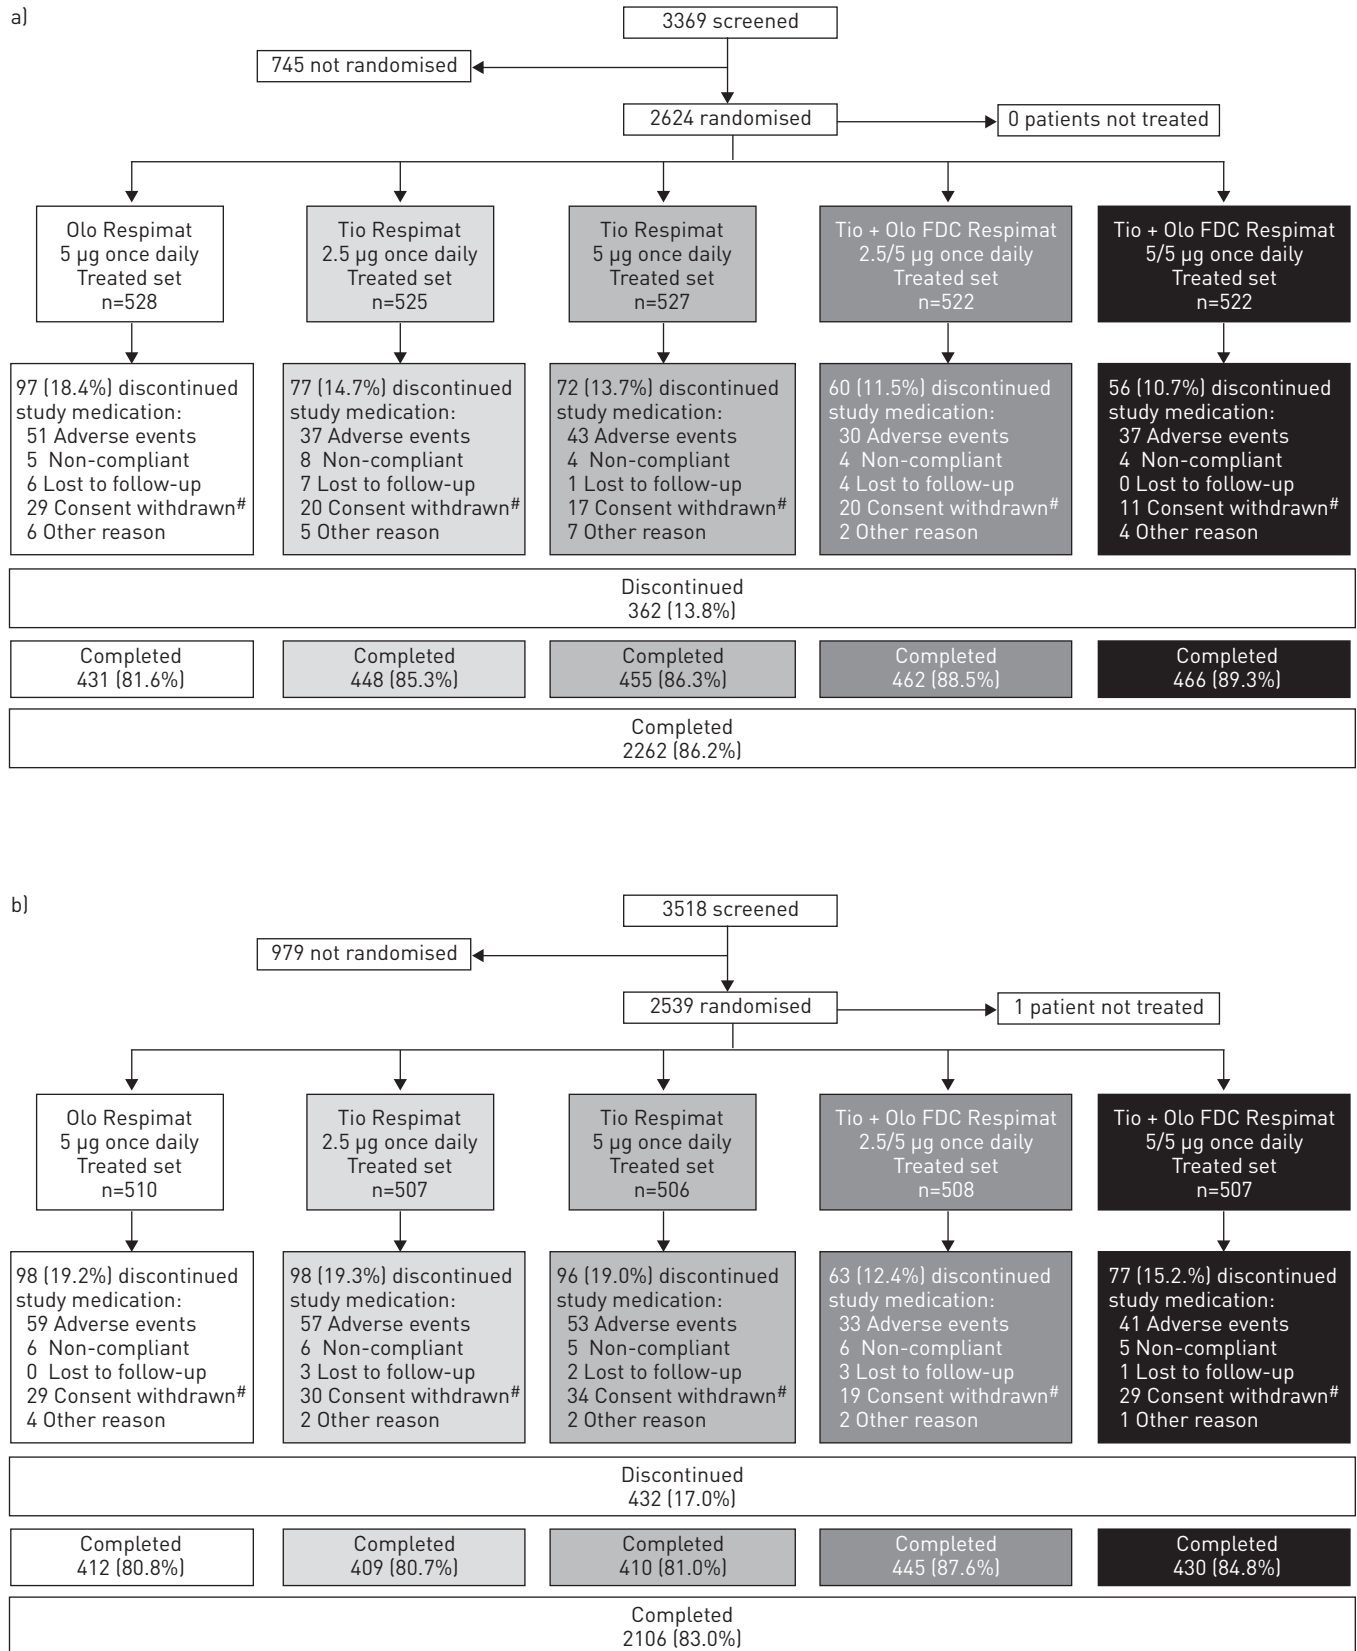 a)
3369 screened
745 not randomised
2624 randomised
0 patients not treated
Olo Respimat
5 µg once daily
Treated set
n=528
Tio Respimat
2.5 µg once daily
Treated set
n=525
Tio Respimat
5 µg once daily
Treated set
n=527
Tio + Olo FDC Respimat
2.5/5 µg once daily
Treated set
n=522
Tio + Olo FDC Respimat
5/5 µg once daily
Treated set
n=522
97 (18.4%) discontinued
study medication:
51 Adverse events
5 Non-compliant
6 Lost to follow-up
29 Consent withdrawn#
6 Other reason
77 (14.7%) discontinued
study medication:
37 Adverse events
8 Non-compliant
7 Lost to follow-up
20 Consent withdrawn#
5 Other reason
72 (13.7%) discontinued
study medication:
43 Adverse events
4 Non-compliant
1 Lost to follow-up
17 Consent withdrawn#
7 Other reason
60 (11.5%) discontinued
study medication:
30 Adverse events
4 Non-compliant
4 Lost to follow-up
20 Consent withdrawn#
2 Other reason
56 (10.7%) discontinued
study medication:
37 Adverse events
4 Non-compliant
0 Lost to follow-up
11 Consent withdrawn#
4 Other reason
Discontinued
362 (13.8%)
Completed
431 (81.6%)
Completed
448 (85.3%)
Completed
455 (86.3%)
Completed
462 (88.5%)
Completed
466 (89.3%)
Completed
2262 (86.2%)
b)
3518 screened
979 not randomised
2539 randomised
1 patient not treated
Olo Respimat
5 µg once daily
Treated set
n=510
Tio Respimat
2.5 µg once daily
Treated set
n=507
Tio Respimat
5 µg once daily
Treated set
n=506
Tio + Olo FDC Respimat
2.5/5 µg once daily
Treated set
n=508
Tio + Olo FDC Respimat
5/5 µg once daily
Treated set
n=507
98 (19.2%) discontinued
study medication:
59 Adverse events
6 Non-compliant
0 Lost to follow-up
29 Consent withdrawn#
4 Other reason
98 (19.3%) discontinued
study medication:
57 Adverse events
6 Non-compliant
3 Lost to follow-up
30 Consent withdrawn#
2 Other reason
96 (19.0%) discontinued
study medication:
53 Adverse events
5 Non-compliant
2 Lost to follow-up
34 Consent withdrawn#
2 Other reason
63 (12.4%) discontinued
study medication:
33 Adverse events
6 Non-compliant
3 Lost to follow-up
19 Consent withdrawn#
2 Other reason
77 (15.2.%) discontinued
study medication:
41 Adverse events
5 Non-compliant
1 Lost to follow-up
29 Consent withdrawn#
1 Other reason
Discontinued
432 (17.0%)
Completed
412 (80.8%)
Completed
409 (80.7%)
Completed
410 (81.0%)
Completed
445 (87.6%)
Completed
430 (84.8%)
Completed
2106 (83.0%)